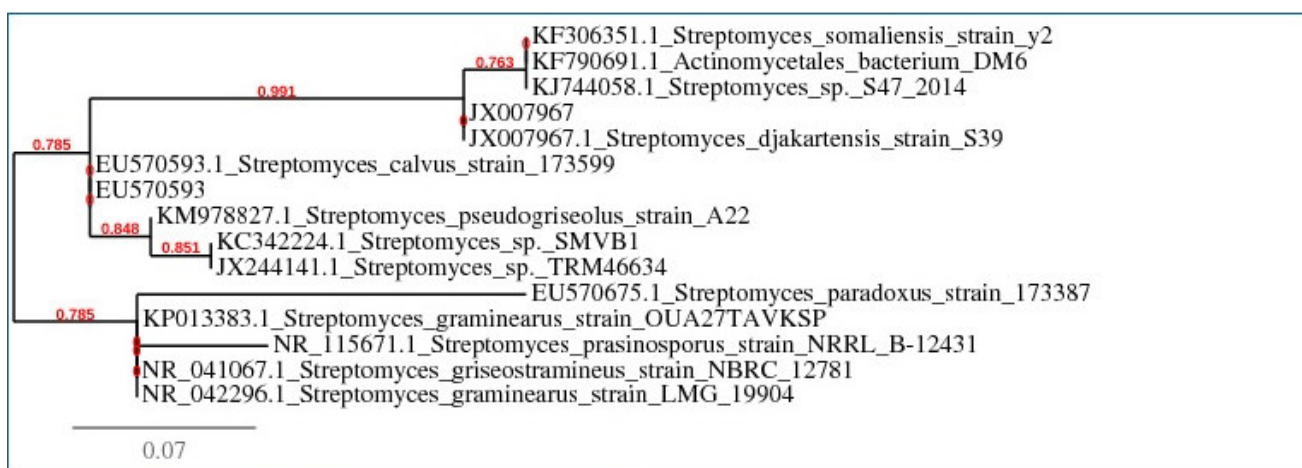 KF306351.1_Streptomyces_somaliensis_strain_y2
0.763
KF790691.1_Actinomycetales_bacterium_DM6
KJ744058.1_Streptomyces_sp._S47_2014
0.991
JX007967
JX007967.1_Streptomyces_djakartensis_strain_S39
0.785
EU570593.1_Streptomyces_calvus_strain_173599
EU570593
KM978827.1_Streptomyces_pseudogriseolus_strain_A22
0.848
KC342224.1_Streptomyces_sp._SMVB1
0.851
JX244141.1_Streptomyces_sp._TRM46634
EU570675.1_Streptomyces_paradoxus_strain_173387
0.785
KP013383.1_Streptomyces_graminearus_strain_OUA27TAVKSP
NR_115671.1_Streptomyces_prasinosporus_strain_NRRL_B-12431
NR_041067.1_Streptomyces_griseostramineus_strain_NBRC_12781
NR_042296.1_Streptomyces_graminearus_strain_LMG_19904
0.07